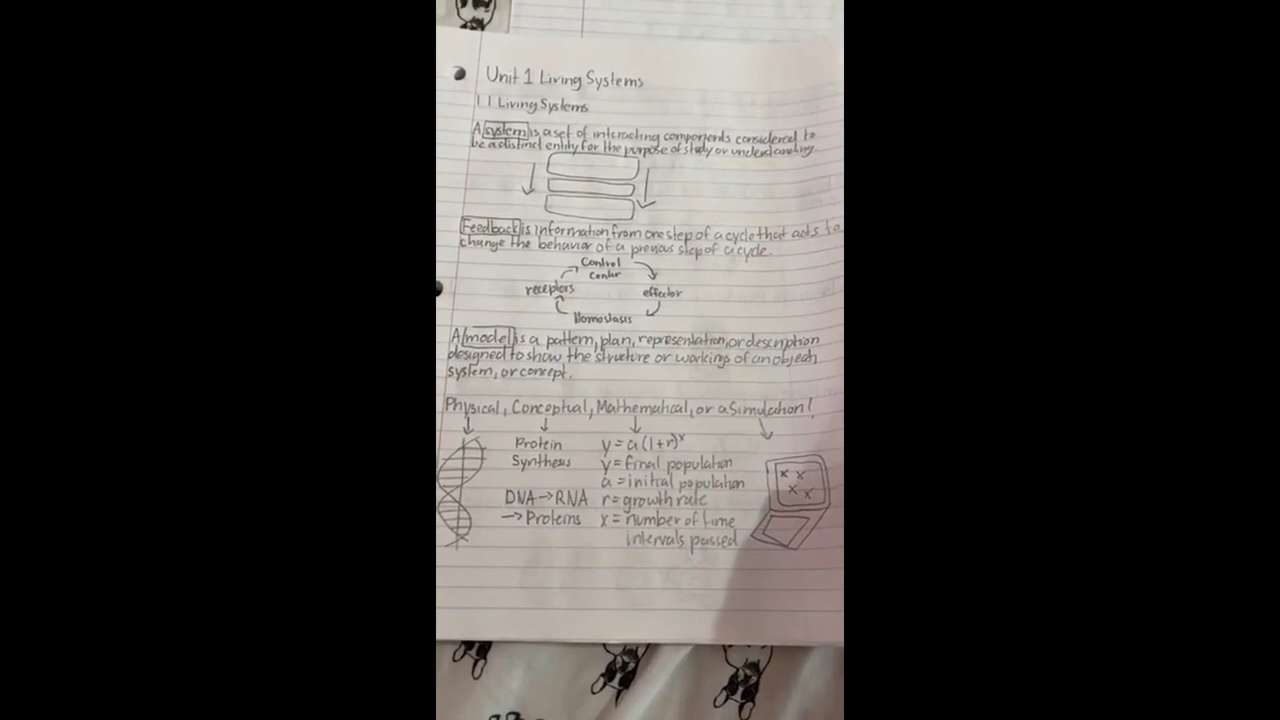 Unit 1 Living Systems
1.1 Living Systems
A system is a set of interacting components considered to
be a distinct entity for the purpose of study or understanding.
Feedback is information from one step of a cycle that acts to
change the behavior of a previous step of a cycle.
Control
Center
receptors
effector
Homostasis
A model is a pattern, plan, representation, or description
designed to show the structure or working of an object,
system, or concept.
Physical, Conceptual, Mathematical, or a Simulation!
Protein
Synthesis
DNA → RNA
→ Proteins
y = a(1+r)ˣ
y = final population
a = initial population
r = growth rate
x = number of time
intervals passed
x x
x x